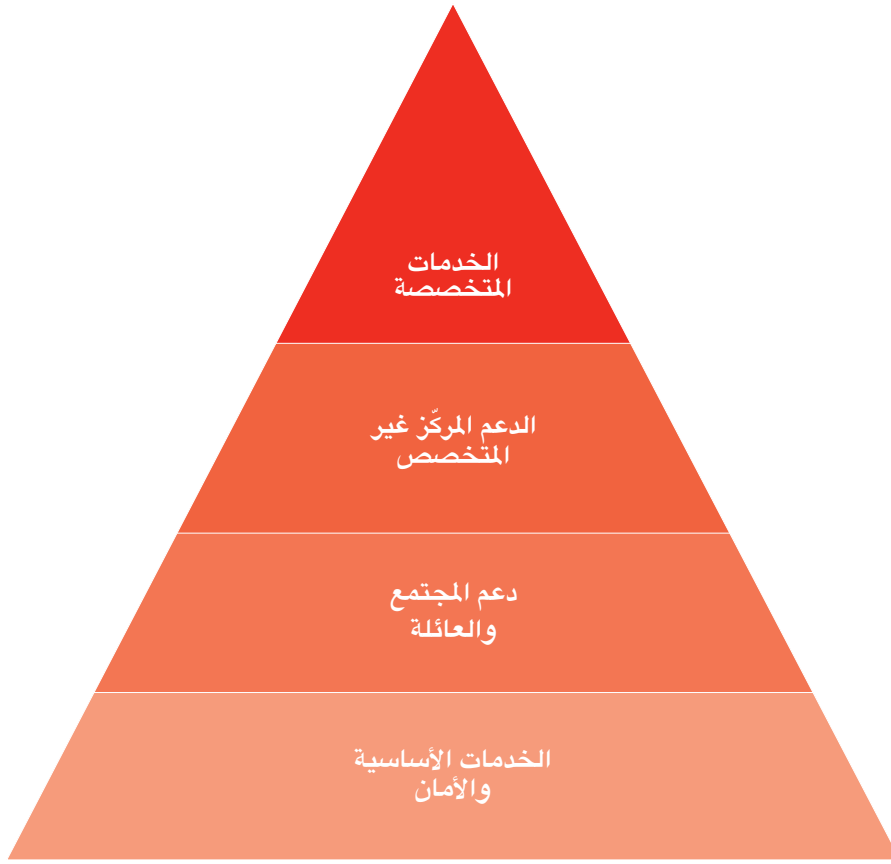 الخدمات
المتخصصة
الدعم المركّز غير
المتخصص
دعم المجتمع
والعائلة
الخدمات الأساسية
والأمان